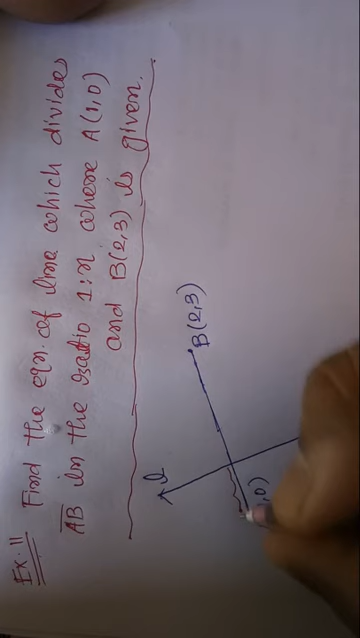 Ex. 11 Find the eqn. of line which divides
AB in the ratio 1:n where A(1,0)
and B(2,3) is given.
l
B(2,3)
,0)